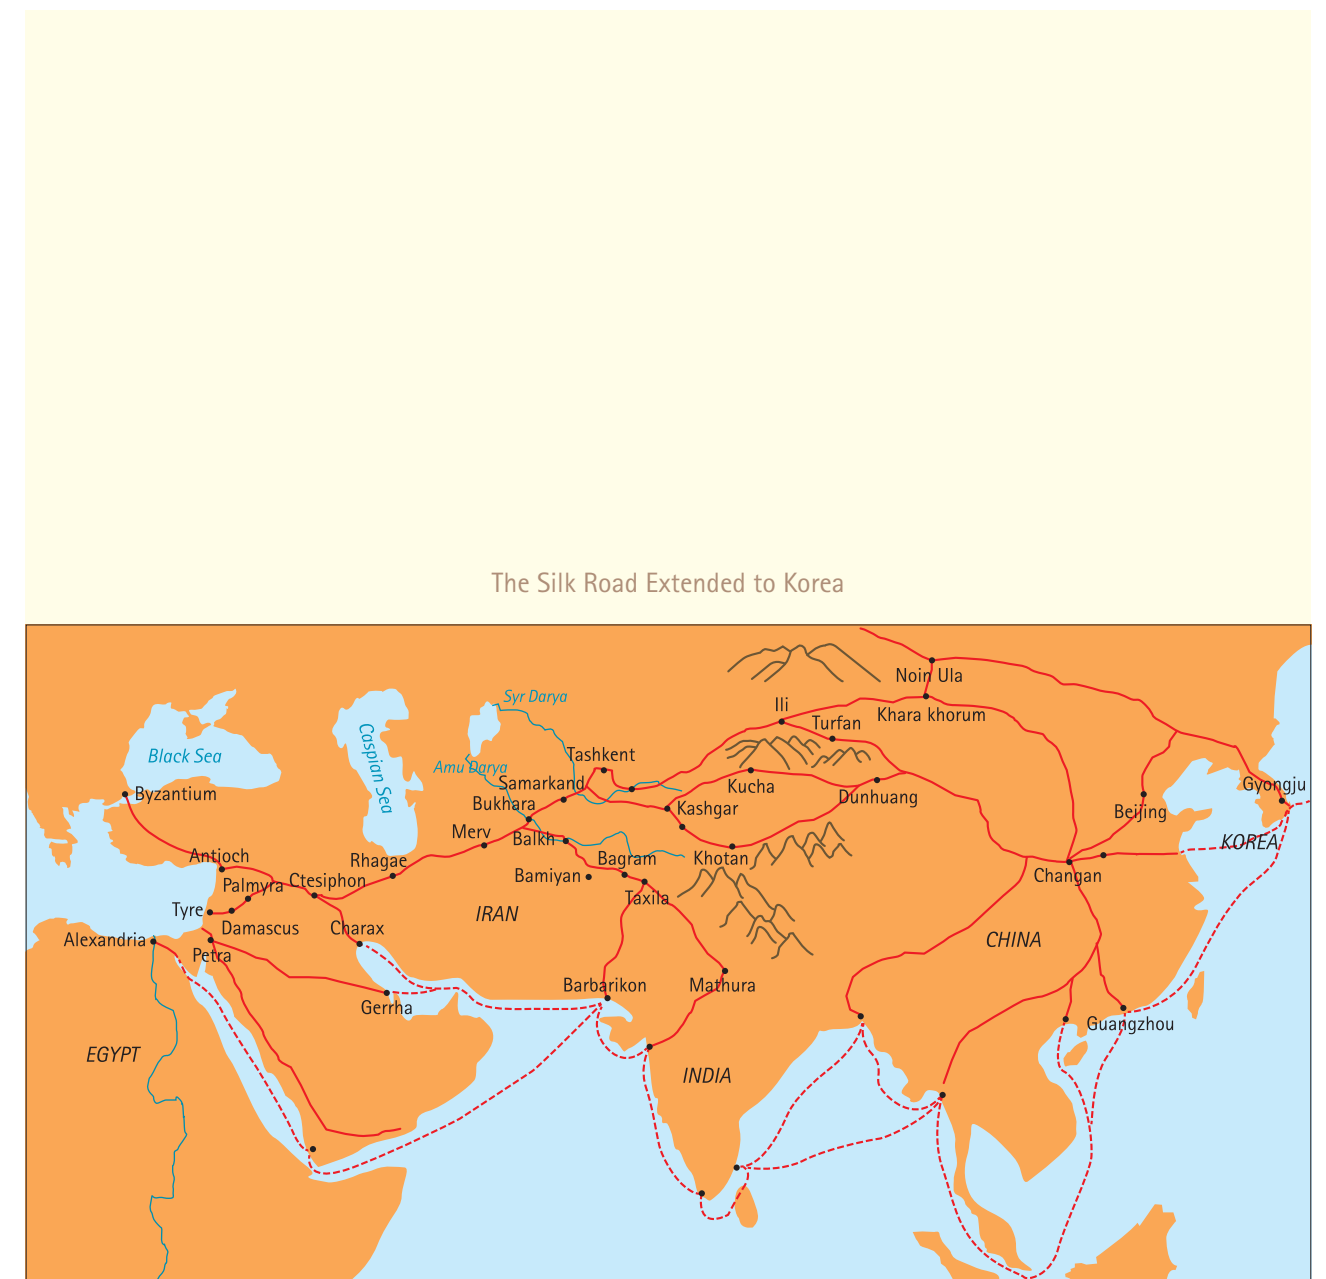 The Silk Road Extended to Korea
Noin Ula
Syr Darya
Ili
Khara khorum
Turfan
Black Sea
Caspian Sea
Tashkent
Amu Darya
Samarkand
Kucha
Gyongju
Byzantium
Bukhara
Kashgar
Dunhuang
Beijing
Merv
Balkh
KOREA
Antioch
Rhagae
Bagram
Khotan
Palmyra
Ctesiphon
Bamiyan
Changan
Taxila
Tyre
IRAN
Damascus
Charax
Alexandria
CHINA
Petra
Barbarikon
Mathura
Gerrha
Guangzhou
EGYPT
INDIA